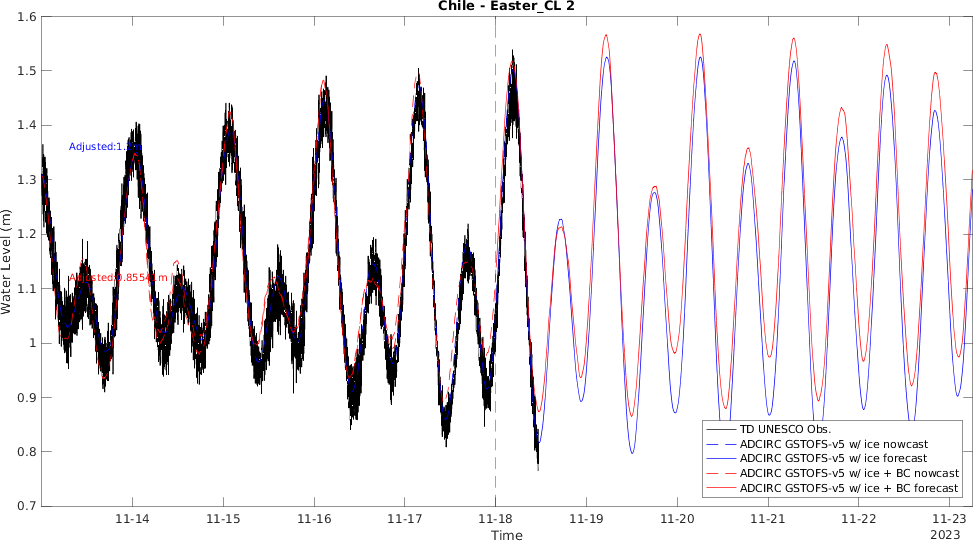 Chile - Easter_CL 2
1.6
1.5
1.4
1.3
1.2
1.1
1
0.9
0.8
0.7
Water Level (m)
Adjusted:1.
TD UNESCO Obs.
ADCIRC GSTOFS-v5 w/ ice nowcast
ADCIRC GSTOFS-v5 w/ ice forecast
ADCIRC GSTOFS-v5 w/ ice + BC nowcast
ADCIRC GSTOFS-v5 w/ ice + BC forecast
11-14 11-15 11-16 11-17 11-18 11-19 11-20 11-21 11-22 11-23
Time
2023